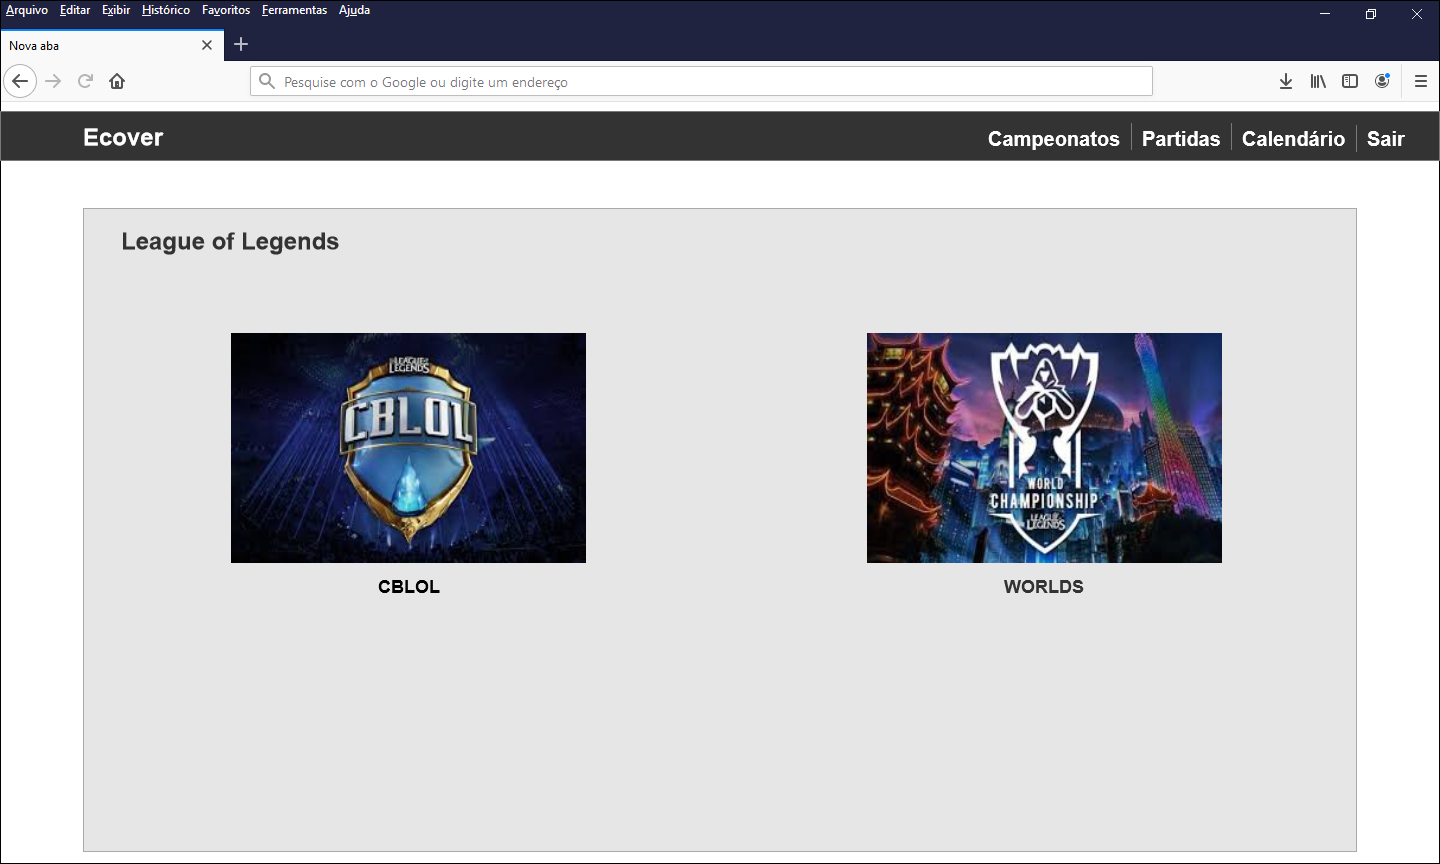 Arquivo Editar Exibir Histórico Favoritos Ferramentas Ajuda
Nova aba
Pesquise com o Google ou digite um endereço
Ecover
Campeonatos Partidas Calendário Sair
League of Legends
LEAGUE OF
LEGENDS
CBLOL
WORLD
CHAMPIONSHIP
LEAGUE OF
LEGENDS
CBLOL
WORLDS